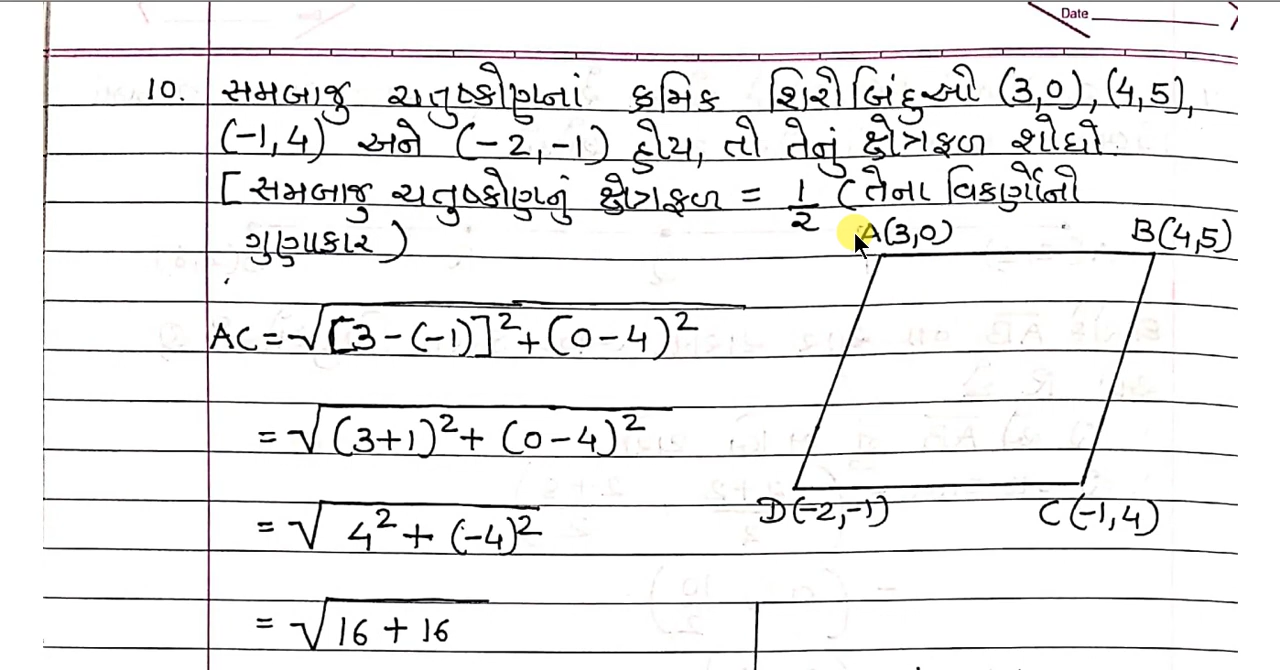 Date
10. સમબાજુ ચતુષ્કોણનાં ક્રમિક શિરોબિંદુઓ (3,0), (4,5),
(-1,4) અને (-2,-1) હોય, તો તેનું ક્ષેત્રફળ શોધો.
[સમબાજુ ચતુષ્કોણનું ક્ષેત્રફળ = 1/2 (તેના વિકર્ણોનો
ગુણાકાર)
A(3,0) B(4,5)
AC = √[3-(-1)]² + (0-4)²
= √(3+1)² + (0-4)²
D(-2,-1) C(-1,4)
= √4² + (-4)²
= √16 + 16